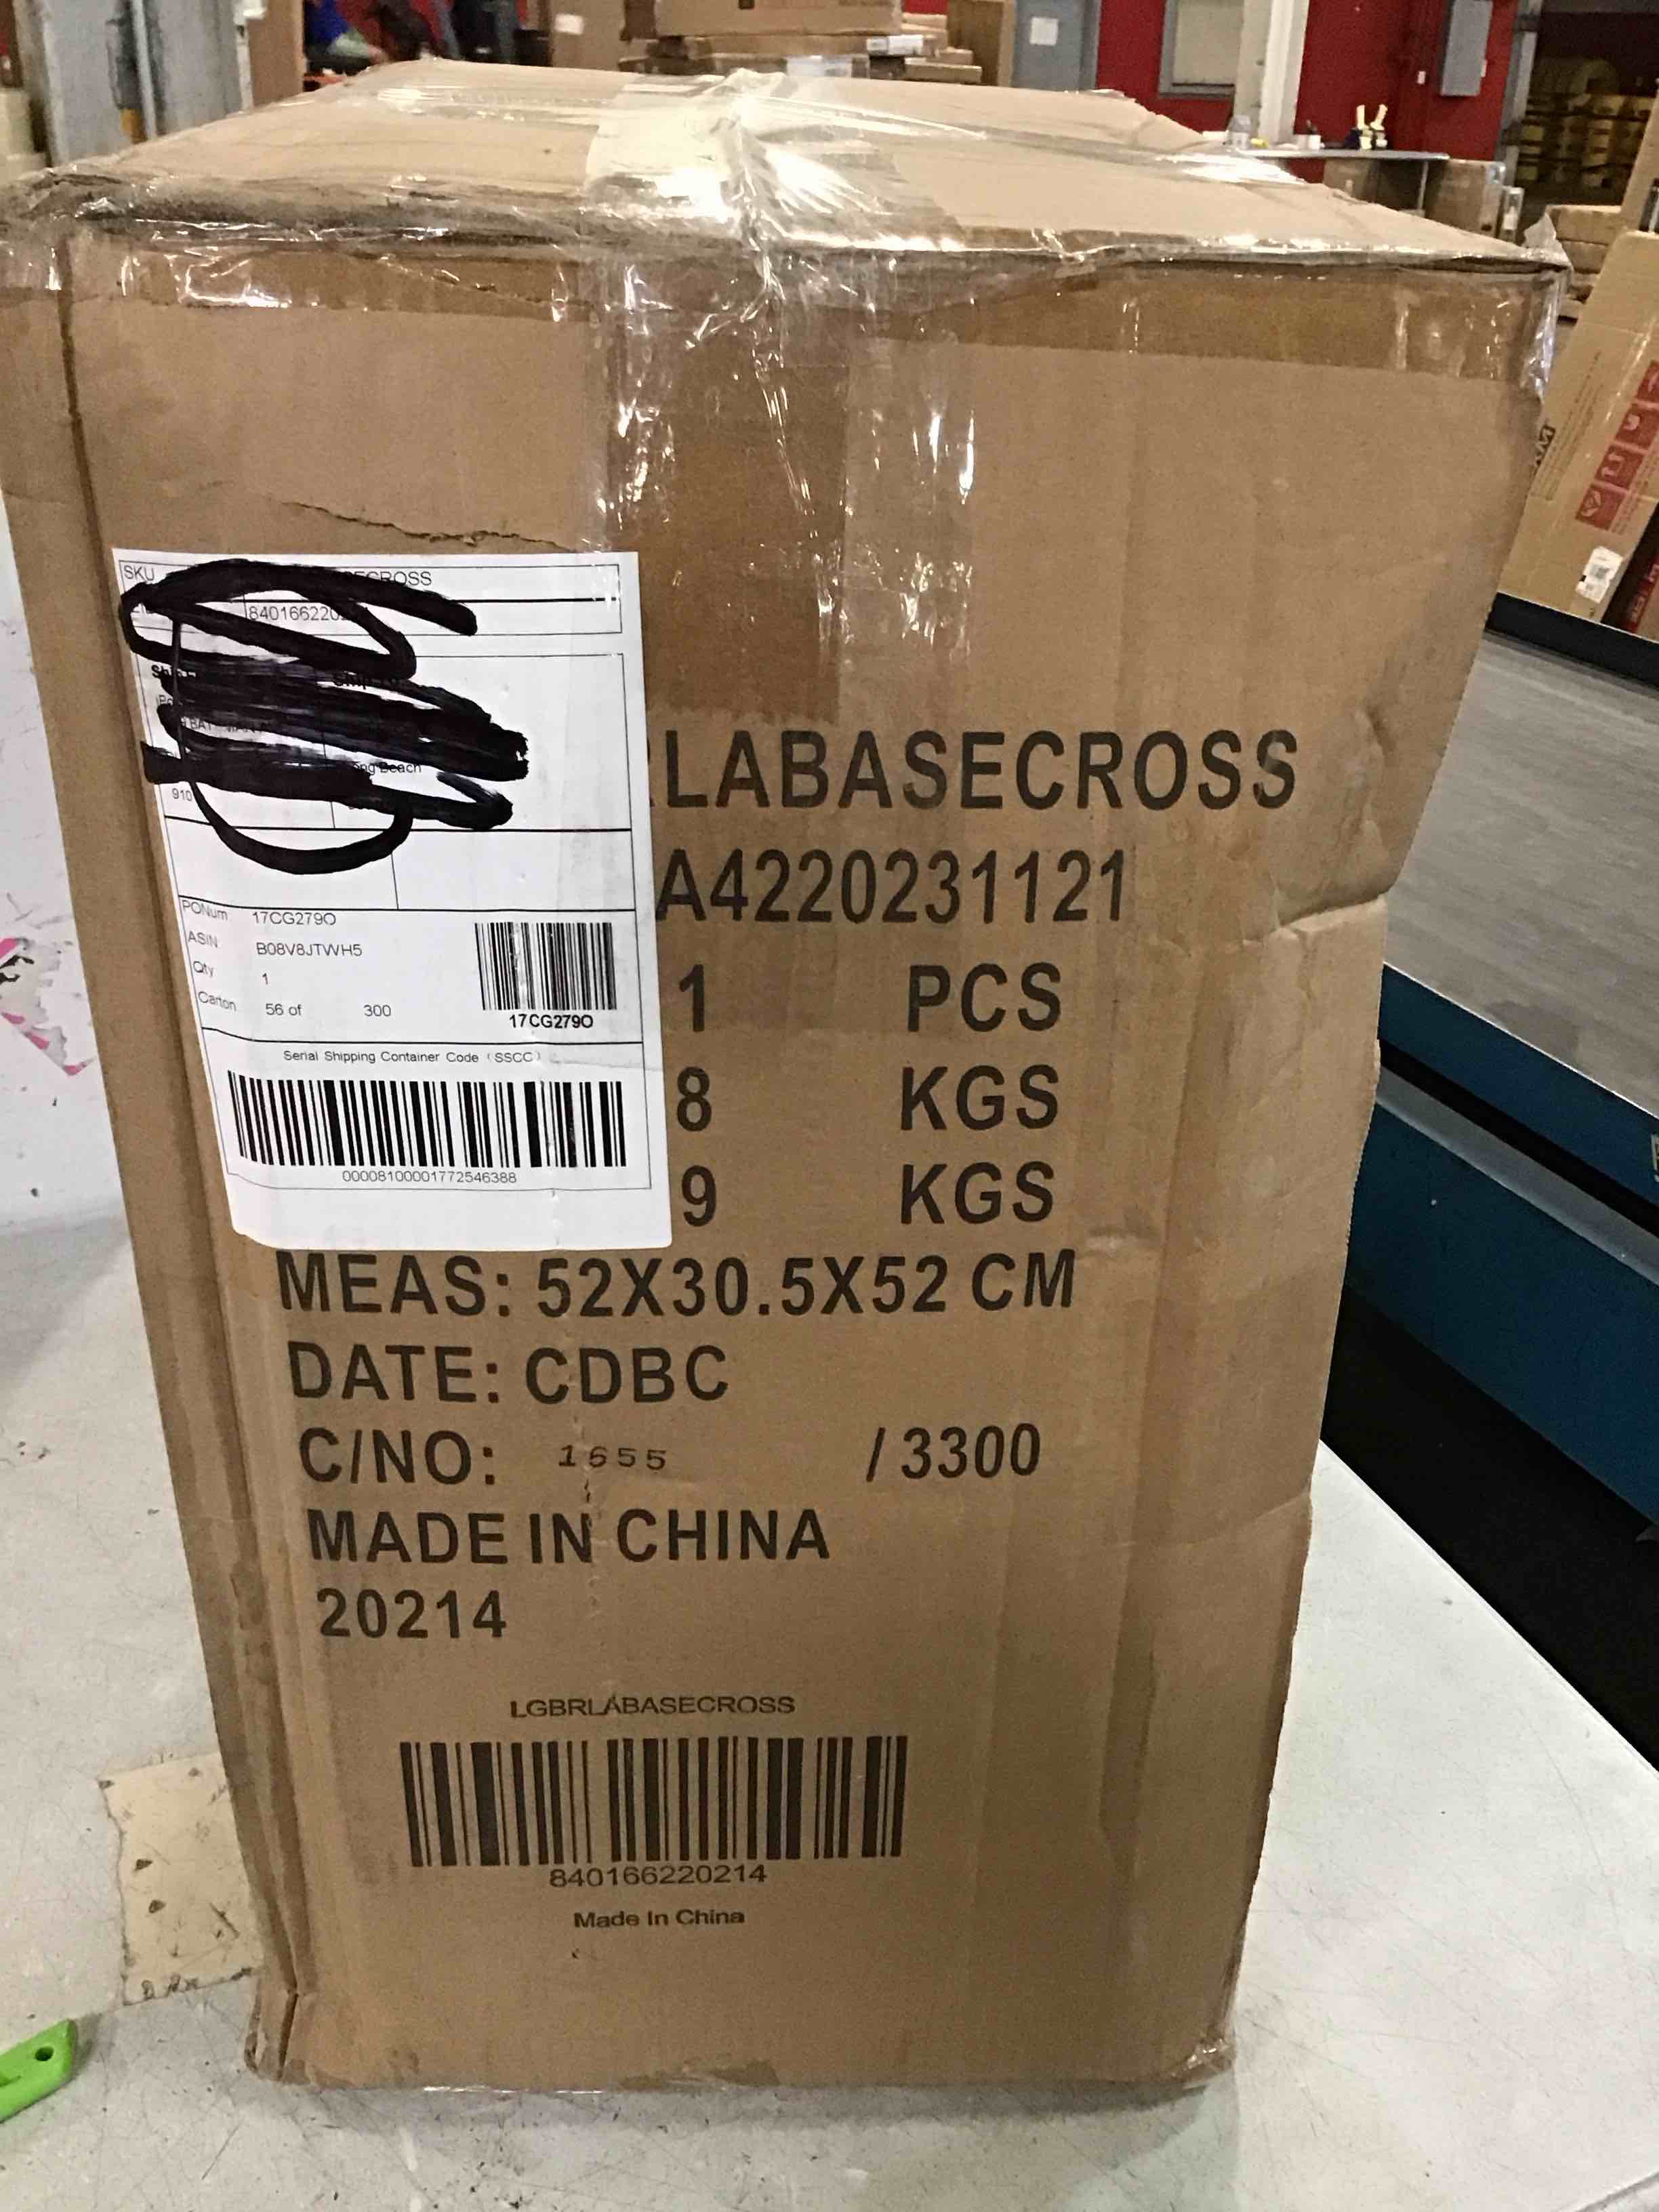 SKU ECROSS
840166220
910
ng Beach
PONum 17CG279O
ASIN B08V8JTWH5
Qty 1
Carton 56 of 300
17CG279O
Serial Shipping Container Code (SSCC)
00008100001772546388
RLABASECROSS
A4220231121
1 PCS
8 KGS
9 KGS
MEAS: 52X30.5X52 CM
DATE: CDBC
C/NO: 1655 /3300
MADE IN CHINA
20214
LGBRLABASECROSS
840166220214
Made In China